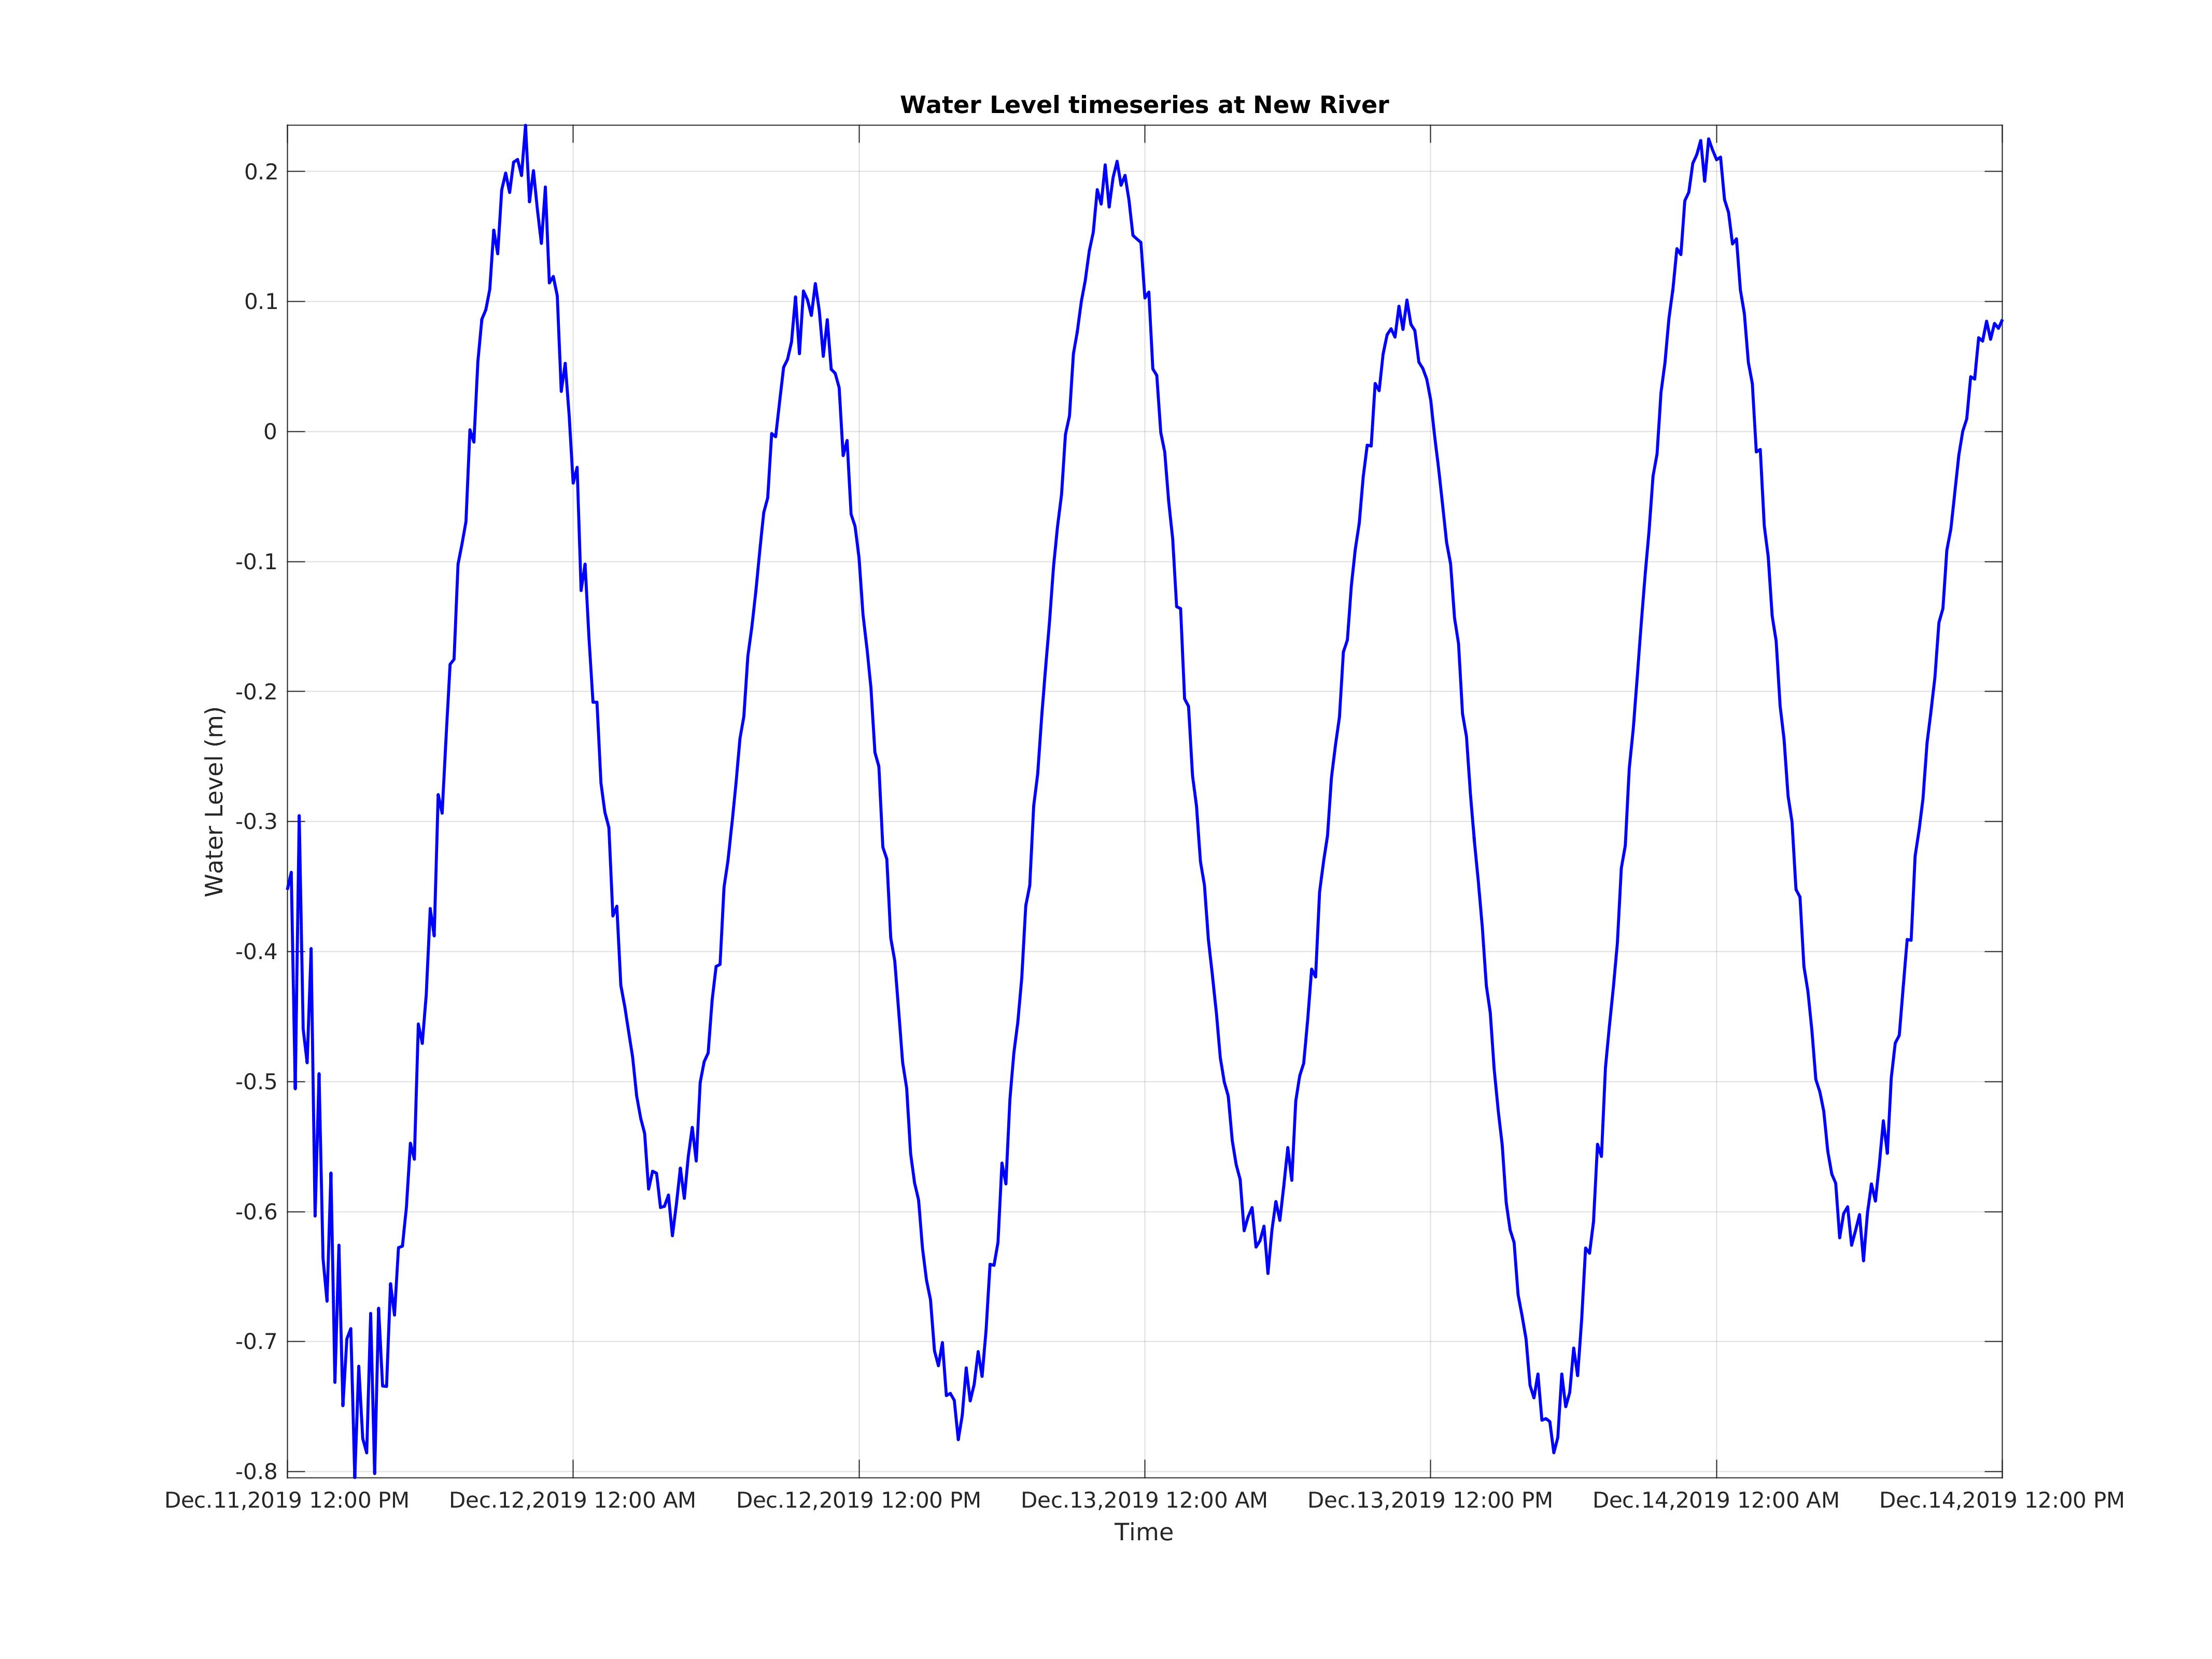 Water Level timeseries at New River
0.2
0.1
0
-0.1
-0.2
-0.3
-0.4
-0.5
-0.6
-0.7
-0.8
Water Level (m)
Dec.11,2019 12:00 PM
Dec.12,2019 12:00 AM
Dec.12,2019 12:00 PM
Dec.13,2019 12:00 AM
Dec.13,2019 12:00 PM
Dec.14,2019 12:00 AM
Dec.14,2019 12:00 PM
Time